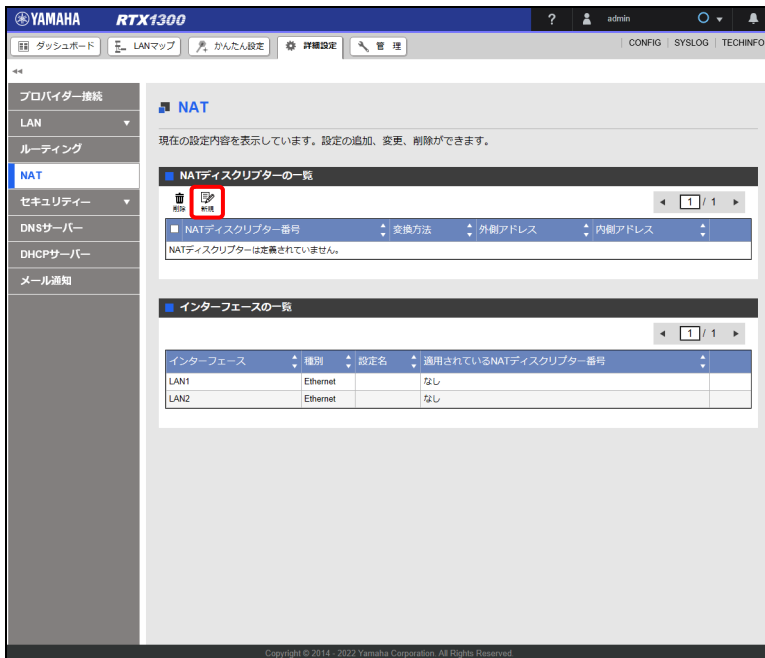 YAMAHA RTX1300 ? admin
ダッシュボード LANマップ かんたん設定 詳細設定 管 理 CONFIG SYSLOG TECHINFO
プロバイダー接続
LAN
ルーティング
NAT
セキュリティー
DNSサーバー
DHCPサーバー
メール通知
NAT
現在の設定内容を表示しています。設定の追加、変更、削除ができます。
NATディスクリプターの一覧
削除 新規
1 / 1
NATディスクリプター番号 変換方法 外側アドレス 内側アドレス
NATディスクリプターは定義されていません。
インターフェースの一覧
1 / 1
インターフェース 種別 設定名 適用されているNATディスクリプター番号
LAN1 Ethernet なし
LAN2 Ethernet なし
Copyright © 2014 - 2022 Yamaha Corporation. All Rights Reserved.